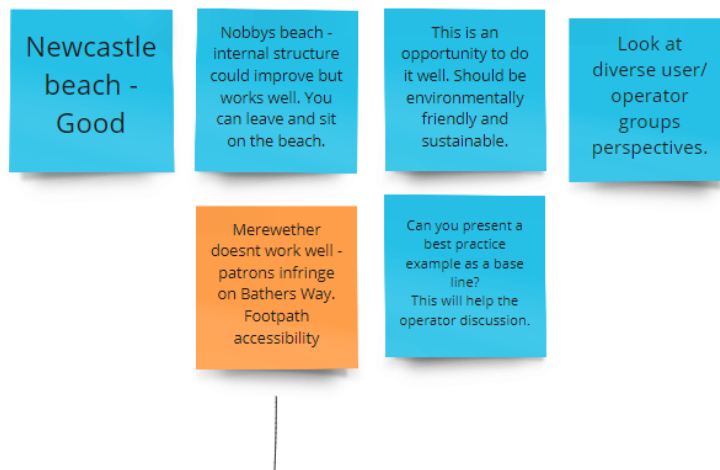 Newcastle
beach -
Good
Nobbys beach -
internal structure
could improve but
works well. You
can leave and sit
on the beach.
This is an
opportunity to do
it well. Should be
environmentally
friendly and
sustainable.
Look at
diverse user/
operator
groups
perspectives.
Merewether
doesnt work well -
patrons infringe
on Bathers Way.
Footpath
accessibility
Can you present a
best practice
example as a base
line?
This will help the
operator discussion.